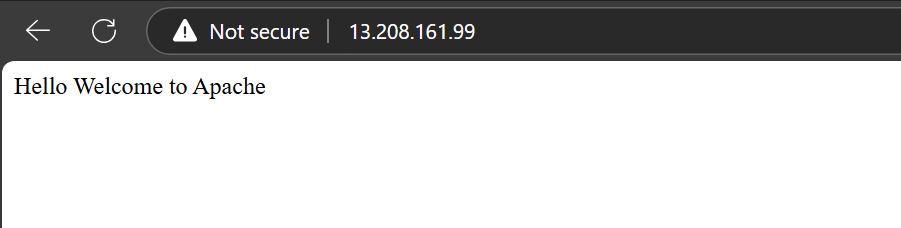 Not secure 13.208.161.99
Hello Welcome to Apache